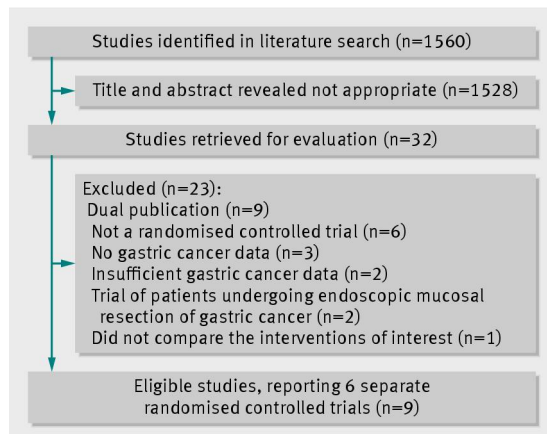 Studies identified in literature search (n=1560)
Title and abstract revealed not appropriate (n=1528)
Studies retrieved for evaluation (n=32)
Excluded (n=23):
Dual publication (n=9)
Not a randomised controlled trial (n=6)
No gastric cancer data (n=3)
Insufficient gastric cancer data (n=2)
Trial of patients undergoing endoscopic mucosal
resection of gastric cancer (n=2)
Did not compare the interventions of interest (n=1)
Eligible studies, reporting 6 separate
randomised controlled trials (n=9)